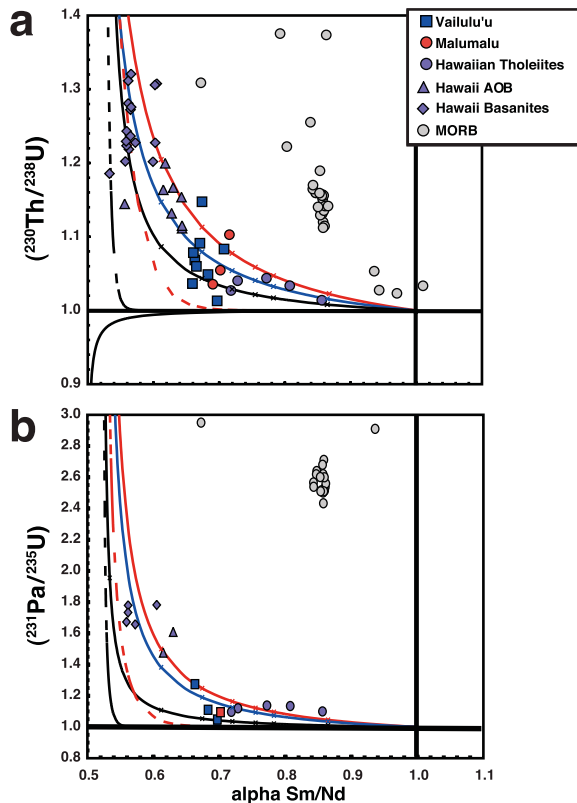 a
1.4
1.3
1.2
1.1
1.0
0.9
(²³⁰Th/²³⁸U)
Vailulu'u
Malumalu
Hawaiian Tholeiites
Hawaii AOB
Hawaii Basanites
MORB
b
3.0
2.8
2.6
2.4
2.2
2.0
1.8
1.6
1.4
1.2
1.0
0.8
(²³¹Pa/²³⁵U)
0.5 0.6 0.7 0.8 0.9 1.0 1.1
alpha Sm/Nd